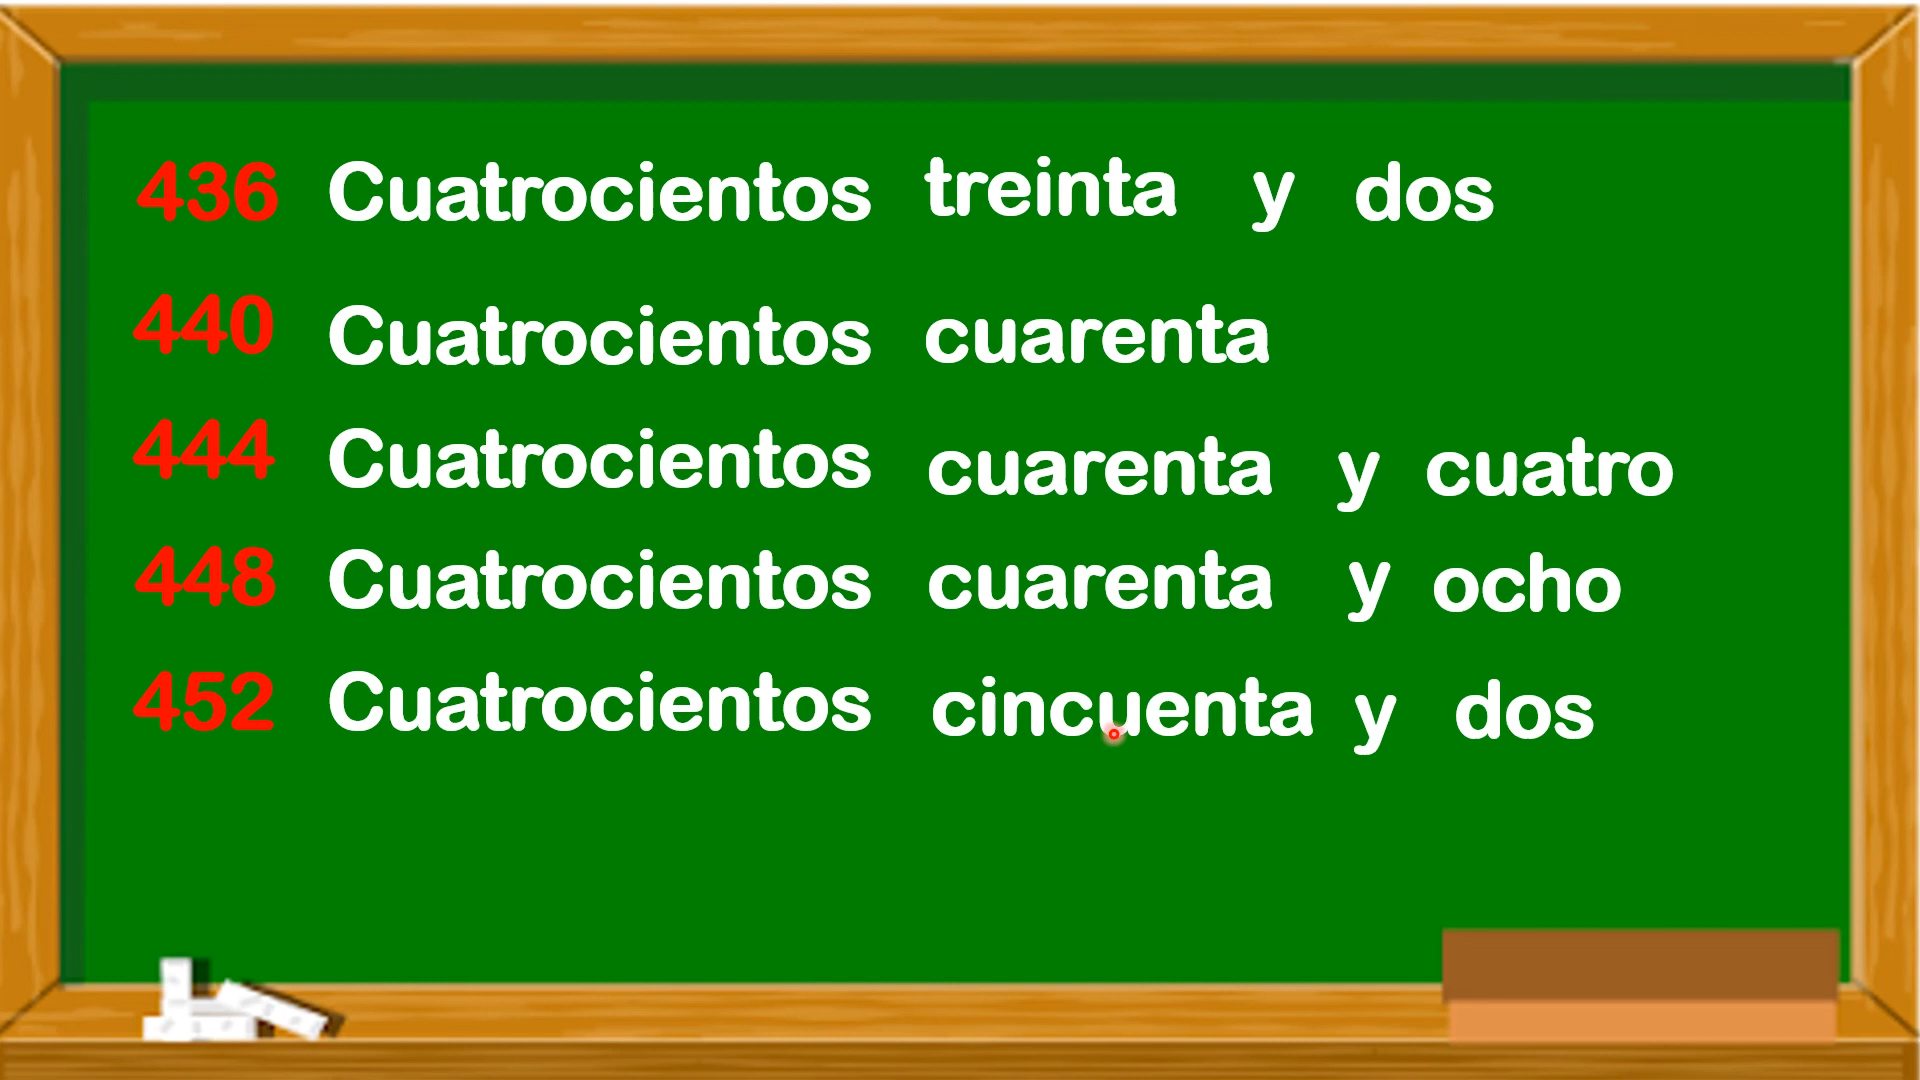 436 Cuatrocientos treinta y dos
440 Cuatrocientos cuarenta
444 Cuatrocientos cuarenta y cuatro
448 Cuatrocientos cuarenta y ocho
452 Cuatrocientos cincuenta y dos